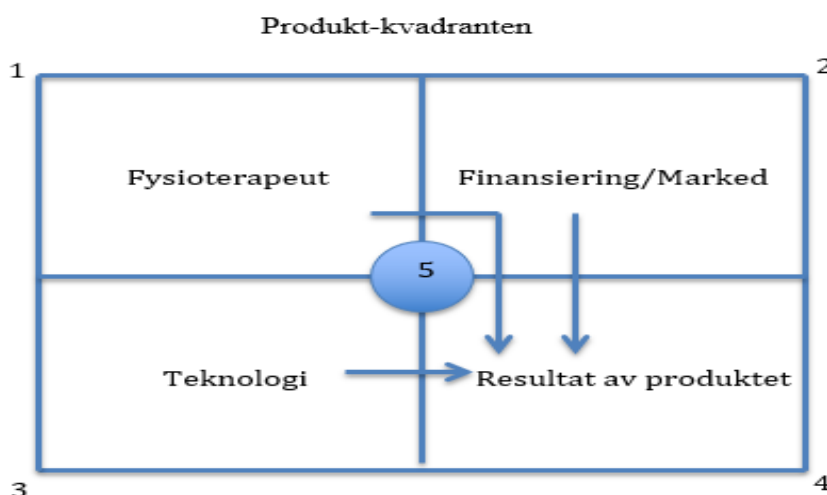 Produkt-kvadranten
1
2
Fysioterapeut
Finansiering/Marked
5
Teknologi
Resultat av produktet
3
4